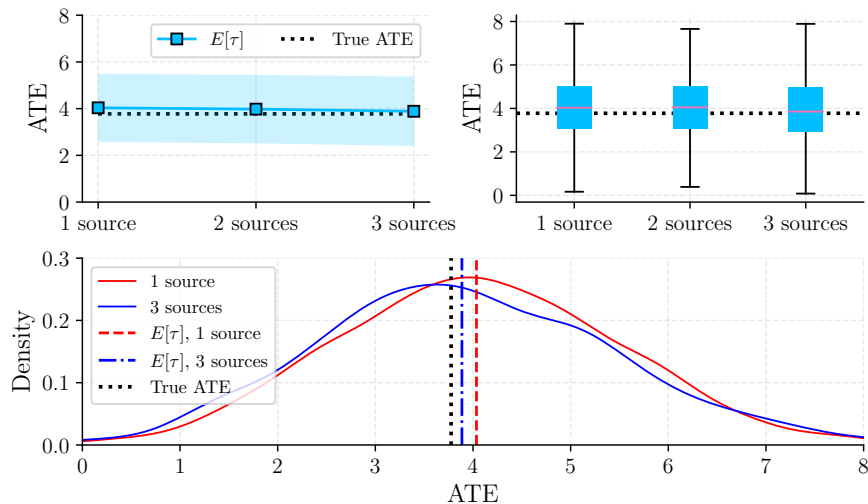 8
6
4
2
0
ATE
E[τ]
True ATE
1 source
2 sources
3 sources
8
6
4
2
0
ATE
1 source
2 sources
3 sources
0.3
0.2
0.1
0.0
Density
1 source
3 sources
E[τ], 1 source
E[τ], 3 sources
True ATE
0 1 2 3 4 5 6 7 8
ATE